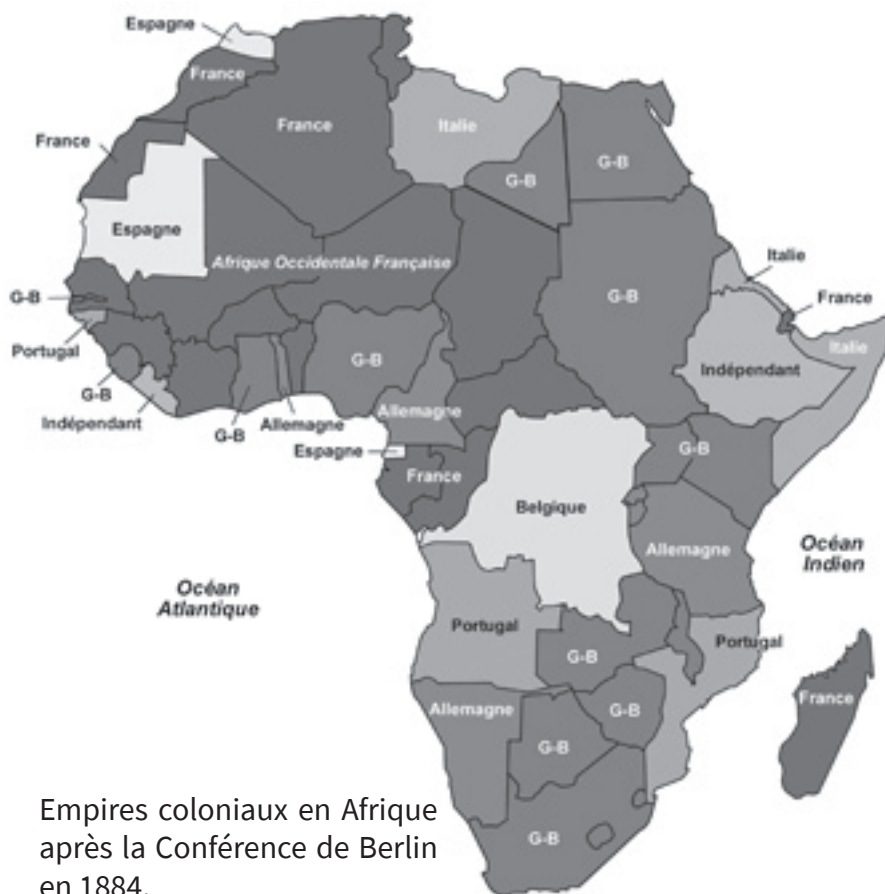 Espagne
France
France
France
Italie
G-B
G-B
Espagne
Afrique Occidentale Française
G-B
Italie
France
G-B
Portugal
G-B
Indépendant
G-B
Allemagne
G-B
Allemagne
Espagne
France
Indépendant
Italie
G-B
Belgique
Allemagne
Océan
Indien
Océan
Atlantique
Portugal
G-B
Portugal
Allemagne
G-B
G-B
France
G-B
Empires coloniaux en Afrique
après la Conférence de Berlin
en 1884.